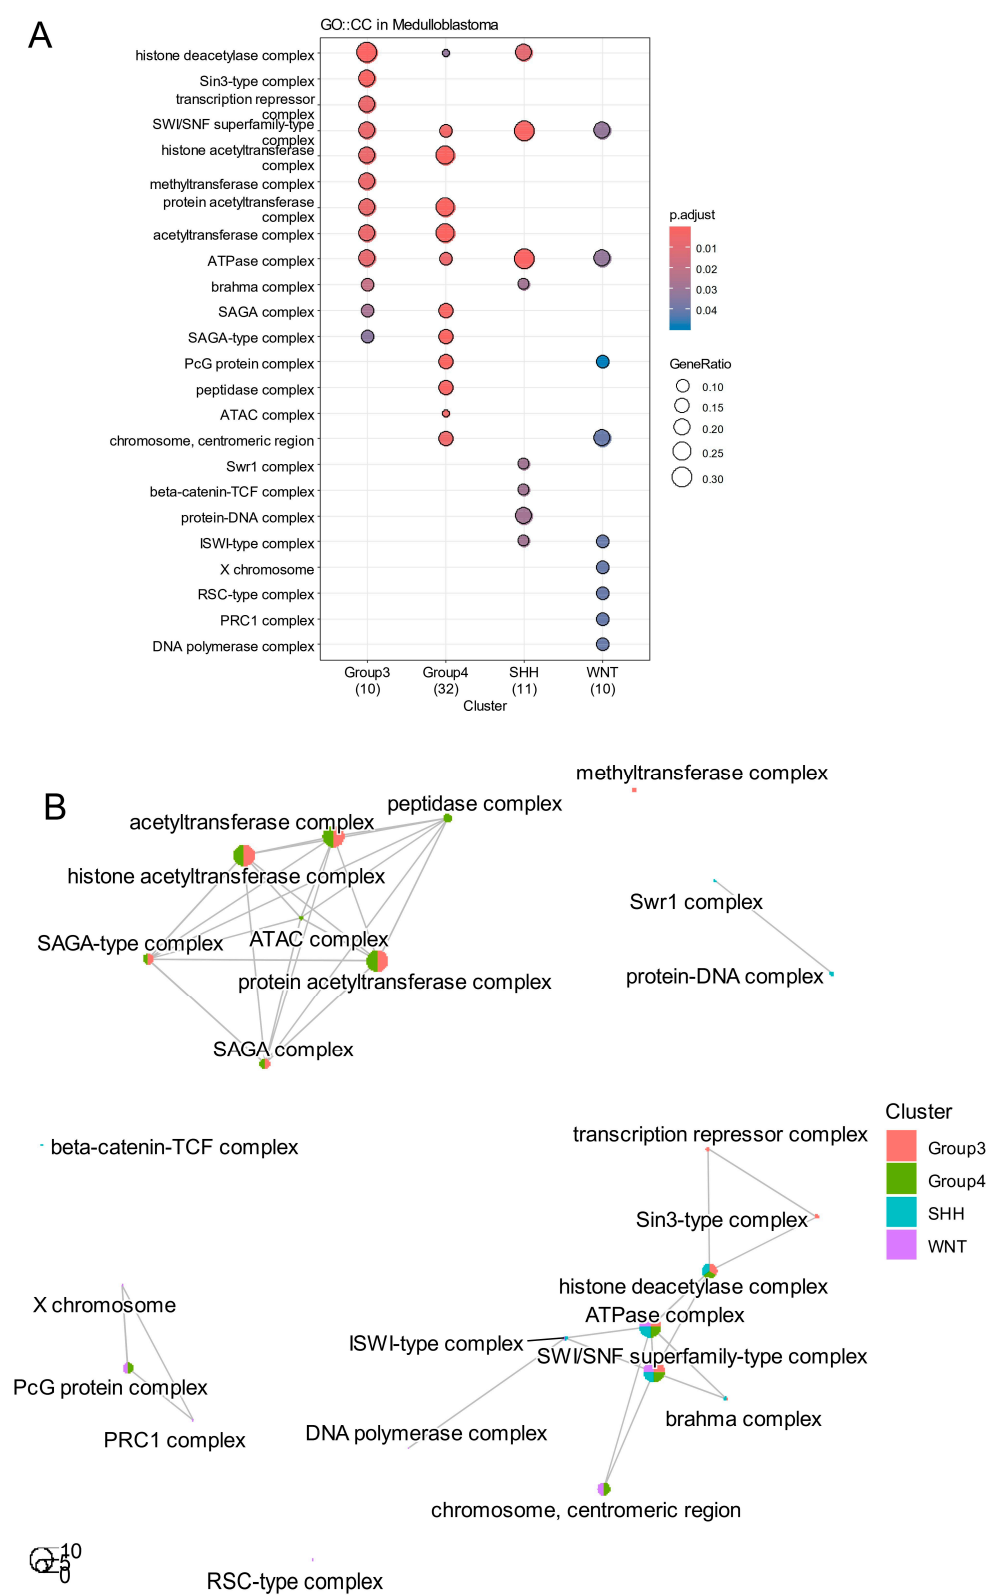 A
GO::CC in Medulloblastoma
histone deacetylase complex
Sin3-type complex
transcription repressor
complex
SWI/SNF superfamily-type
complex
histone acetyltransferase
complex
methyltransferase complex
protein acetyltransferase
complex
acetyltransferase complex
ATPase complex
brahma complex
SAGA complex
SAGA-type complex
PcG protein complex
peptidase complex
ATAC complex
chromosome, centromeric region
Swr1 complex
beta-catenin-TCF complex
protein-DNA complex
ISWI-type complex
X chromosome
RSC-type complex
PRC1 complex
DNA polymerase complex
Group3 Group4 SHH WNT
(10) (32) (11) (10)
Cluster
p.adjust
0.01
0.02
0.03
0.04
GeneRatio
0.10
0.15
0.20
0.25
0.30
B
methyltransferase complex
peptidase complex
acetyltransferase complex
histone acetyltransferase complex
Swr1 complex
SAGA-type complex
ATAC complex
protein-DNA complex
protein acetyltransferase complex
SAGA complex
beta-catenin-TCF complex
transcription repressor complex
Sin3-type complex
histone deacetylase complex
X chromosome
ATPase complex
ISWI-type complex
SWI/SNF superfamily-type complex
PcG protein complex
brahma complex
PRC1 complex
DNA polymerase complex
chromosome, centromeric region
RSC-type complex
Cluster
Group3
Group4
SHH
WNT
10
5
0